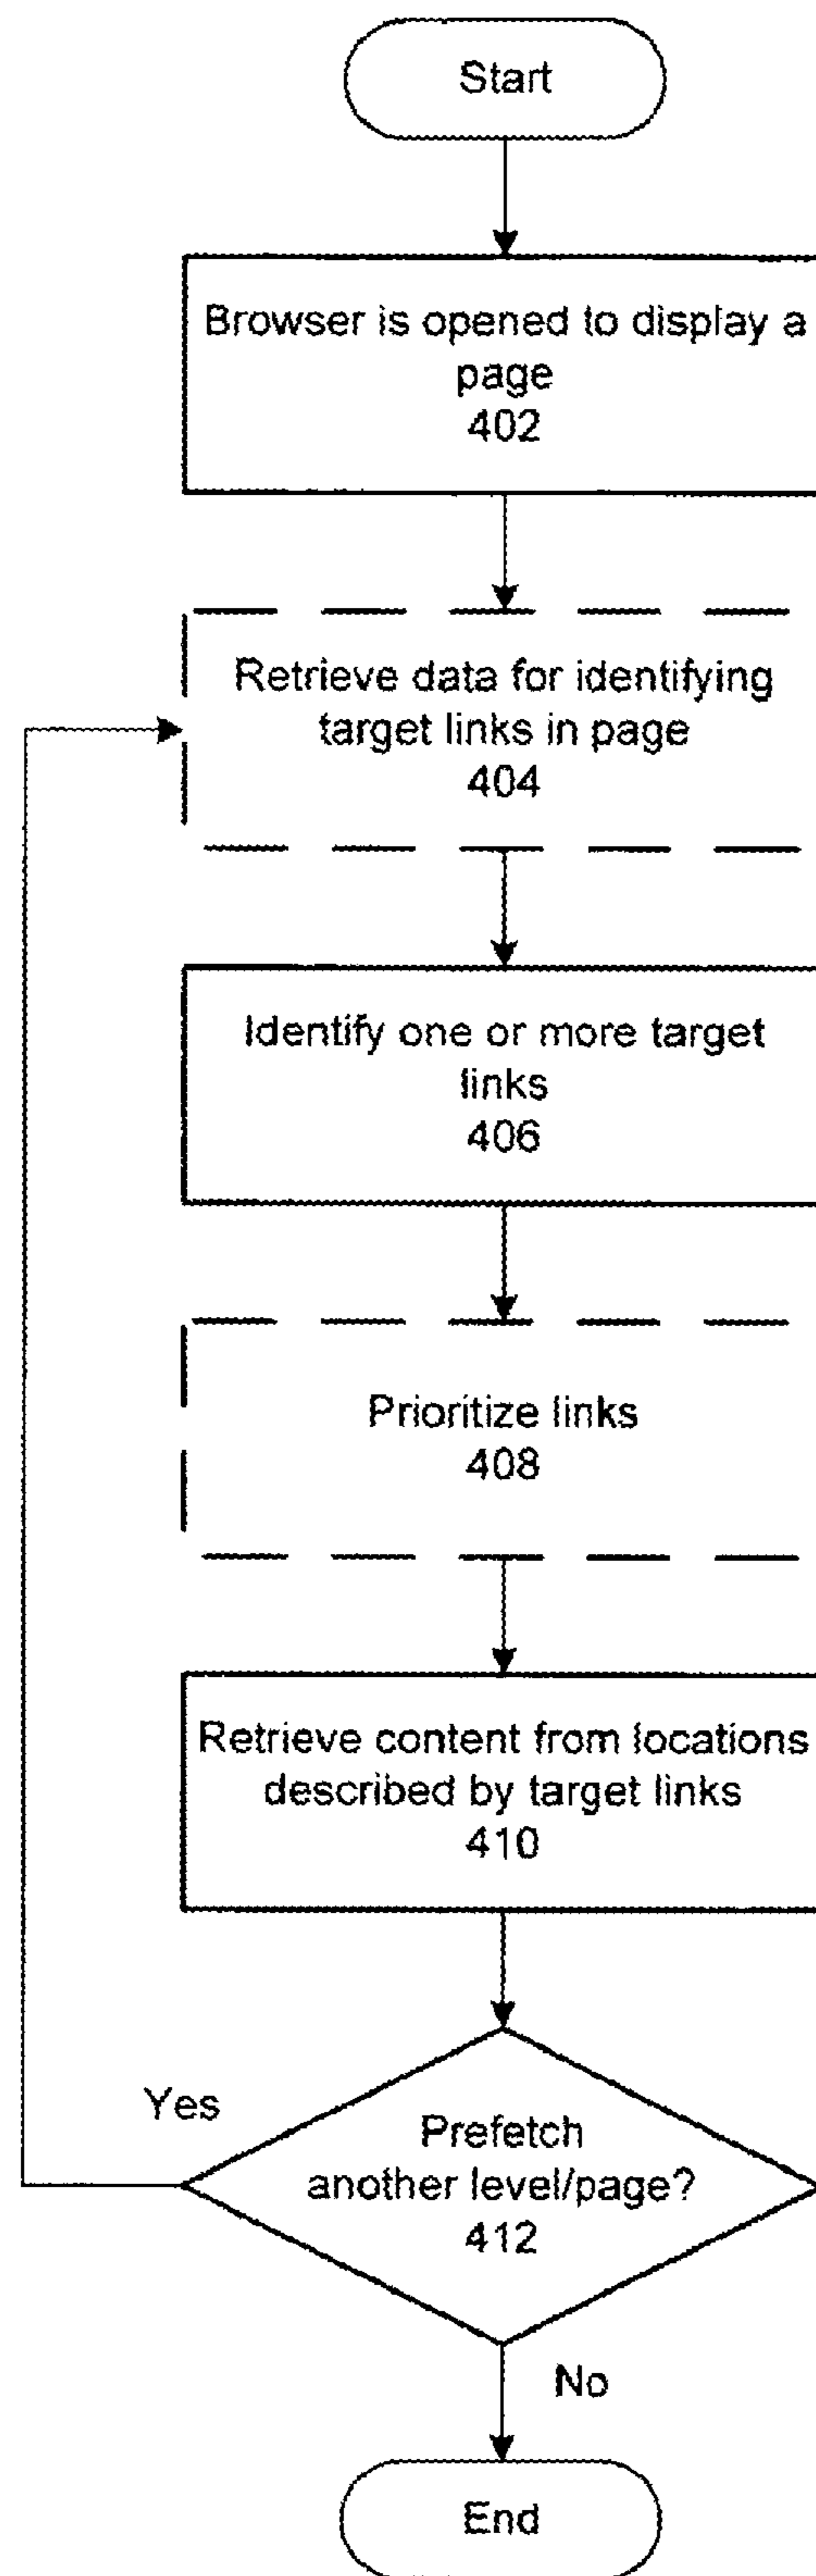 Start
Browser is opened to display a
page
402
Retrieve data for identifying
target links in page
404
Identify one or more target
links
406
Prioritize links
408
Retrieve content from locations
described by target links
410
Yes
Prefetch
another level/page?
412
No
End